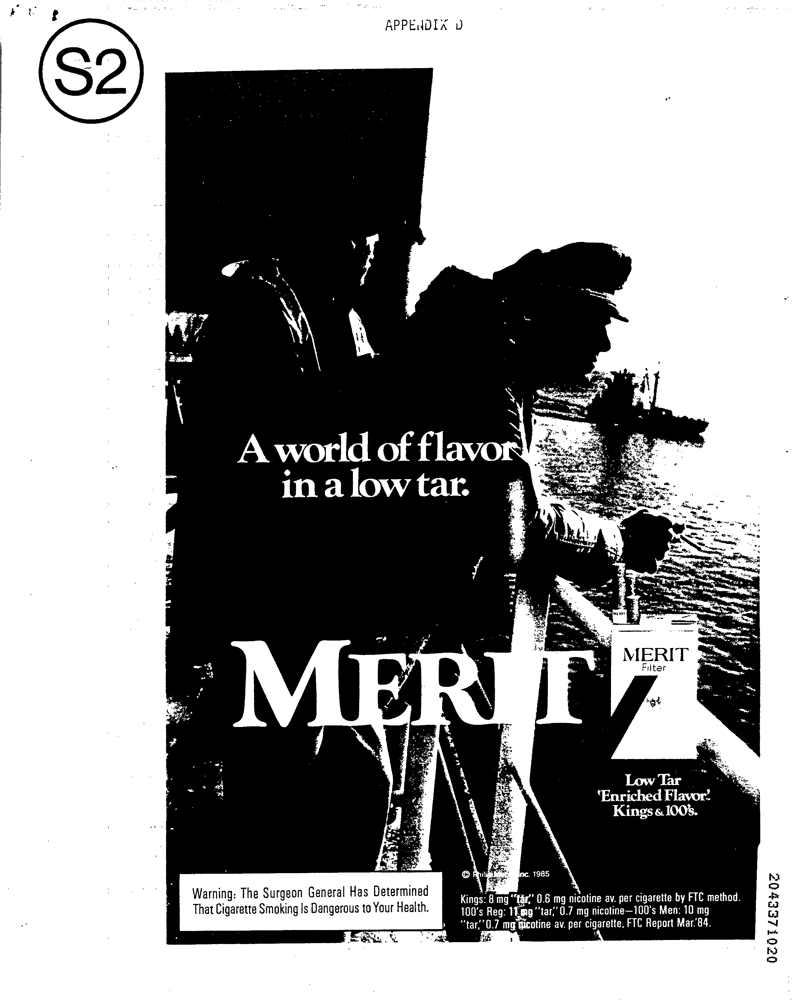 APPENDIX D
S2
A world of flavor
in a low tar.
MERIT
MERIT
Filter
Low Tar
'Enriched Flavor.'
Kings & 100's.
© Inc. 1985
Warning: The Surgeon General Has Determined
That Cigarette Smoking Is Dangerous to Your Health.
Kings: 8 mg "tar," 0.6 mg nicotine av. per cigarette by FTC method.
100's Reg: 11 mg "tar," 0.7 mg nicotine—100's Men: 10 mg
"tar," 0.7 mg nicotine av. per cigarette, FTC Report Mar.'84.
2043371020